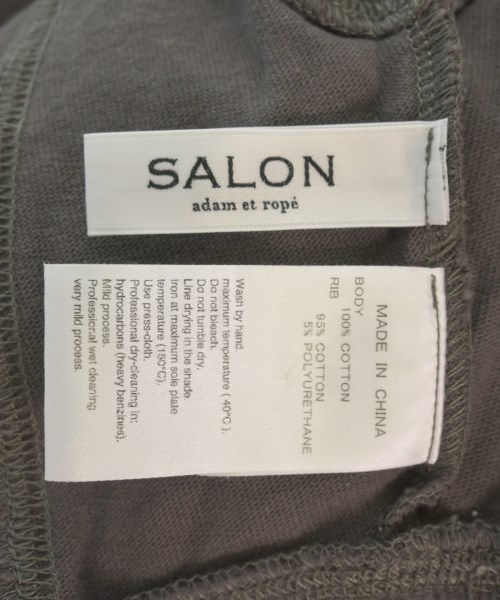 SALON
adam et ropé
MADE IN CHINA
BODY
100% COTTON
RIB
95% COTTON
5% POLYURETHANE
Wash by hand
maximum temperature ( 40°C ).
Do not bleach.
Do not tumble dry.
Line drying in the shade.
Iron at maximum sole plate
temperature (150°C).
Use press-cloth.
Professional dry-cleaning in:
hydrocarbons (heavy benzines).
Mild process.
Professional wet cleaning
very mild process.